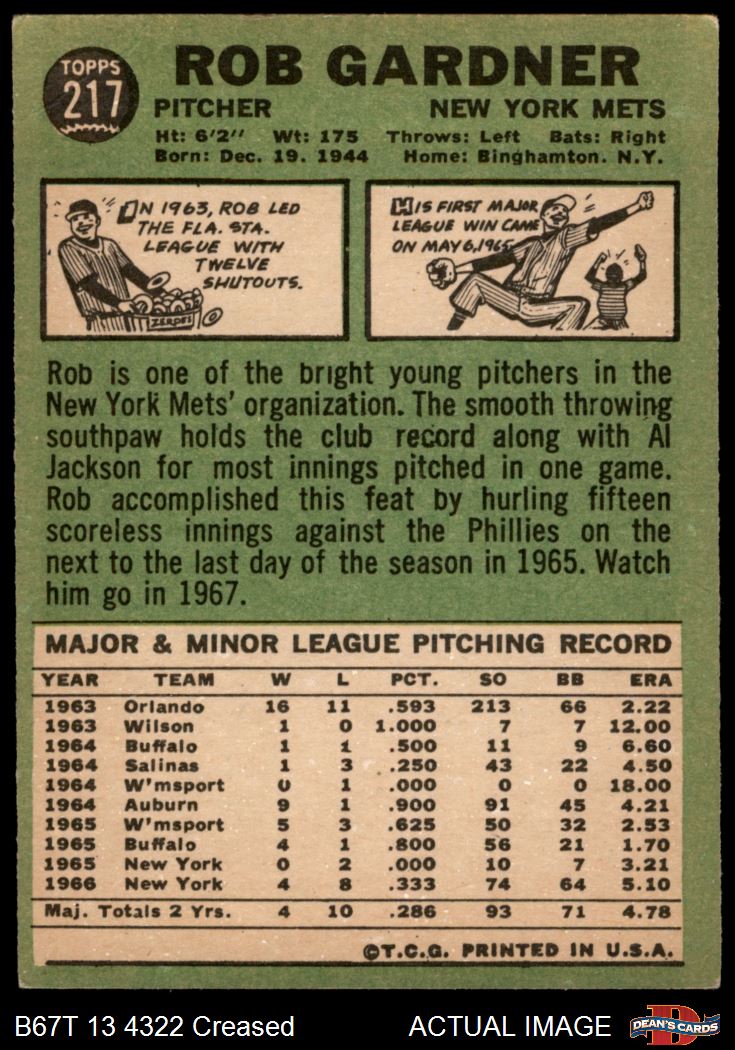 TOPPS
217
ROB GARDNER
PITCHER NEW YORK METS
Ht: 6'2" Wt: 175 Throws: Left Bats: Right
Born: Dec. 19. 1944 Home: Binghamton. N.Y.
IN 1963, ROB LED
THE FLA. STA.
LEAGUE WITH
TWELVE
SHUTOUTS.
ZEROES
HIS FIRST MAJOR
LEAGUE WIN CAME
ON MAY 6, 1965
Rob is one of the bright young pitchers in the
New York Mets' organization. The smooth throwing
southpaw holds the club record along with Al
Jackson for most innings pitched in one game.
Rob accomplished this feat by hurling fifteen
scoreless innings against the Phillies on the
next to the last day of the season in 1965. Watch
him go in 1967.
MAJOR & MINOR LEAGUE PITCHING RECORD
YEAR TEAM W L PCT. SO BB ERA
1963 Orlando 16 11 .593 213 66 2.22
1963 Wilson 1 0 1.000 7 7 12.00
1964 Buffalo 1 1 .500 11 9 6.60
1964 Salinas 1 3 .250 43 22 4.50
1964 W'msport 0 1 .000 0 0 18.00
1964 Auburn 9 1 .900 91 45 4.21
1965 W'msport 5 3 .625 50 32 2.53
1965 Buffalo 4 1 .800 56 21 1.70
1965 New York 0 2 .000 10 7 3.21
1966 New York 4 8 .333 74 64 5.10
Maj. Totals 2 Yrs. 4 10 .286 93 71 4.78
©T.C.G. PRINTED IN U.S.A.
B67T 13 4322 Creased ACTUAL IMAGE
DEAN'S CARDS